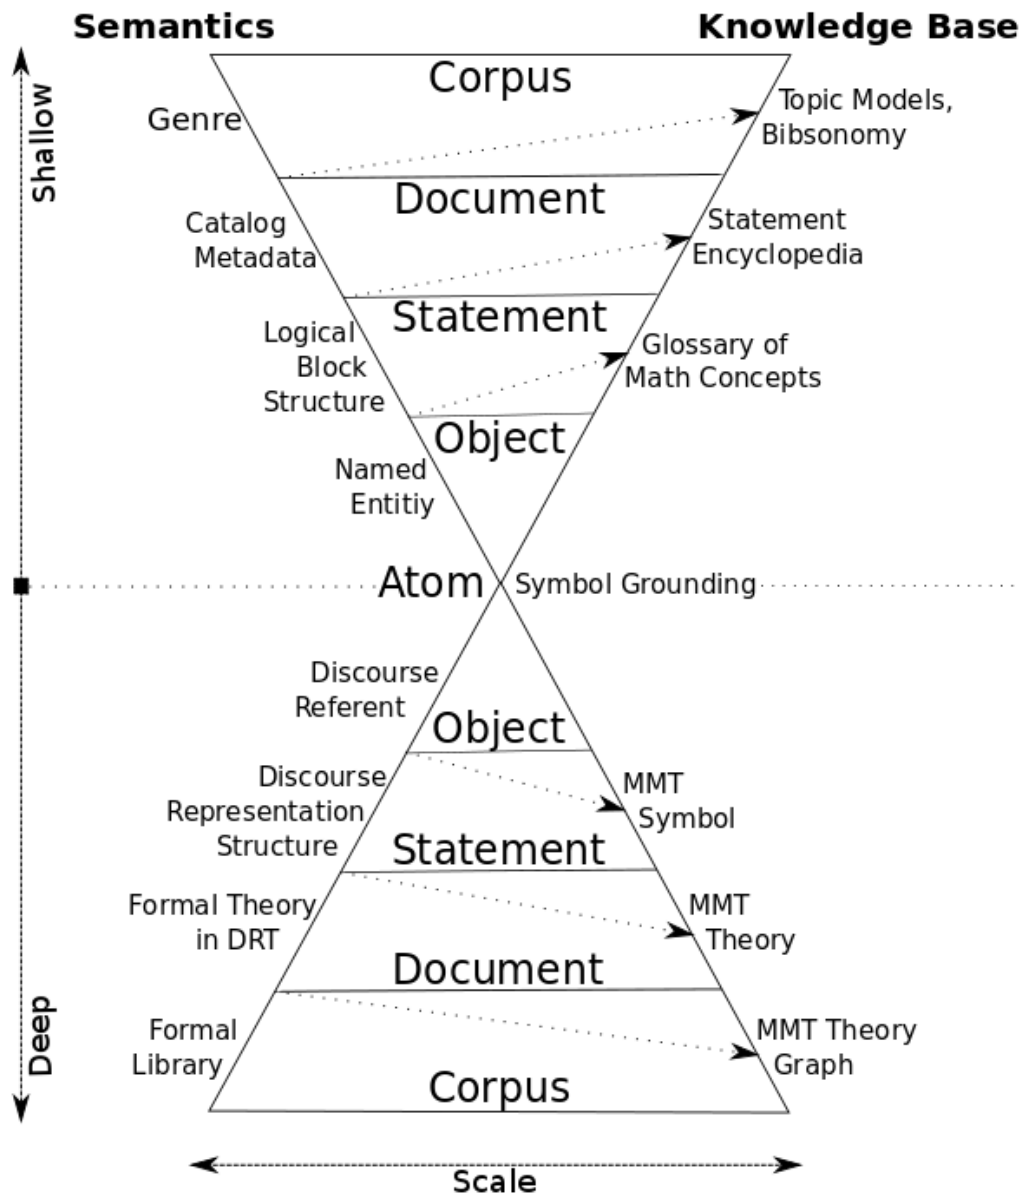 Semantics
Knowledge Base
Shallow
Corpus
Genre
Topic Models,
Bibsonomy
Document
Catalog
Metadata
Statement
Encyclopedia
Statement
Logical
Block
Structure
Glossary of
Math Concepts
Object
Named
Entitiy
Atom
Symbol Grounding
Discourse
Referent
Object
Discourse
Representation
Structure
MMT
Symbol
Statement
Formal Theory
in DRT
MMT
Theory
Document
Deep
Formal
Library
MMT Theory
Graph
Corpus
Scale